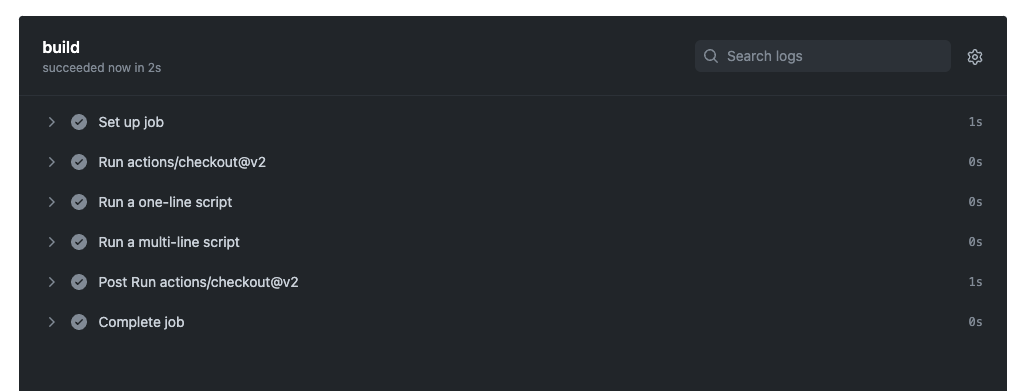 build
succeeded now in 2s
Search logs
Set up job 1s
Run actions/checkout@v2 0s
Run a one-line script 0s
Run a multi-line script 0s
Post Run actions/checkout@v2 1s
Complete job 0s